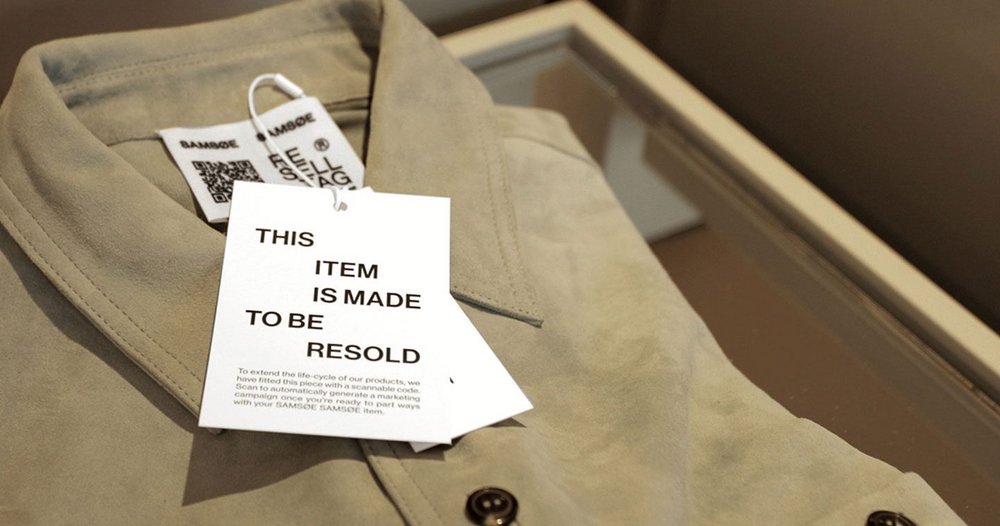 SAMSØE
SAMSØE
®
THIS
ITEM
IS MADE
TO BE
RESOLD
To extend the life-cycle of our products, we
have fitted this piece with a scannable code.
Scan to automatically generate a marketing
campaign once you're ready to part ways
with your SAMSØE SAMSØE item.